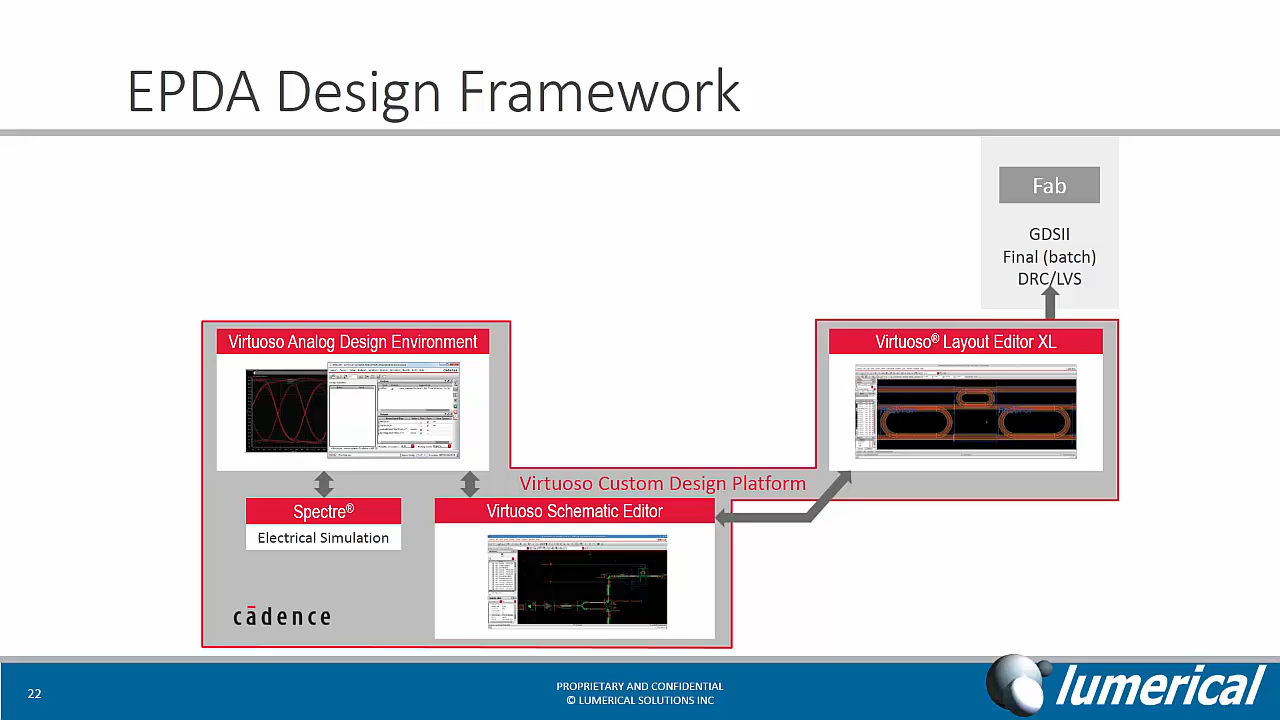 EPDA Design Framework
Fab
GDSII
Final (batch)
DRC/LVS
Virtuoso Analog Design Environment
Virtuoso® Layout Editor XL
Virtuoso Custom Design Platform
Spectre®
Electrical Simulation
Virtuoso Schematic Editor
cādence
22
PROPRIETARY AND CONFIDENTIAL
© LUMERICAL SOLUTIONS INC
lumerical